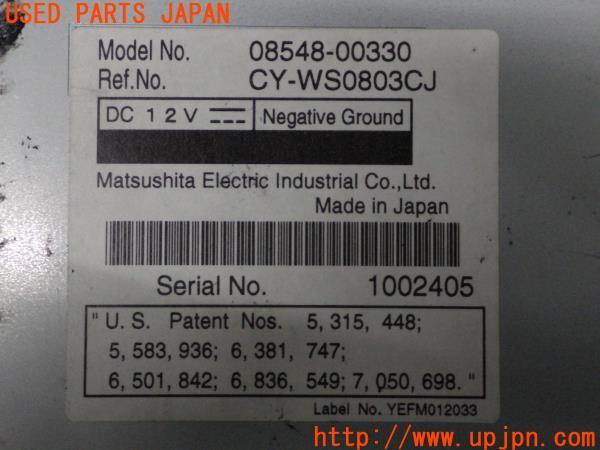 USED PARTS JAPAN
Model No. 08548-00330
Ref.No. CY-WS0803CJ
DC 12V Negative Ground
Matsushita Electric Industrial Co.,Ltd.
Made in Japan
Serial No. 1002405
"U.S. Patent Nos. 5,315,448;
5,583,936; 6,381,747;
6,501,842; 6,836,549; 7,050,698."
Label No. YEFM012033
http://www.upjpn.com